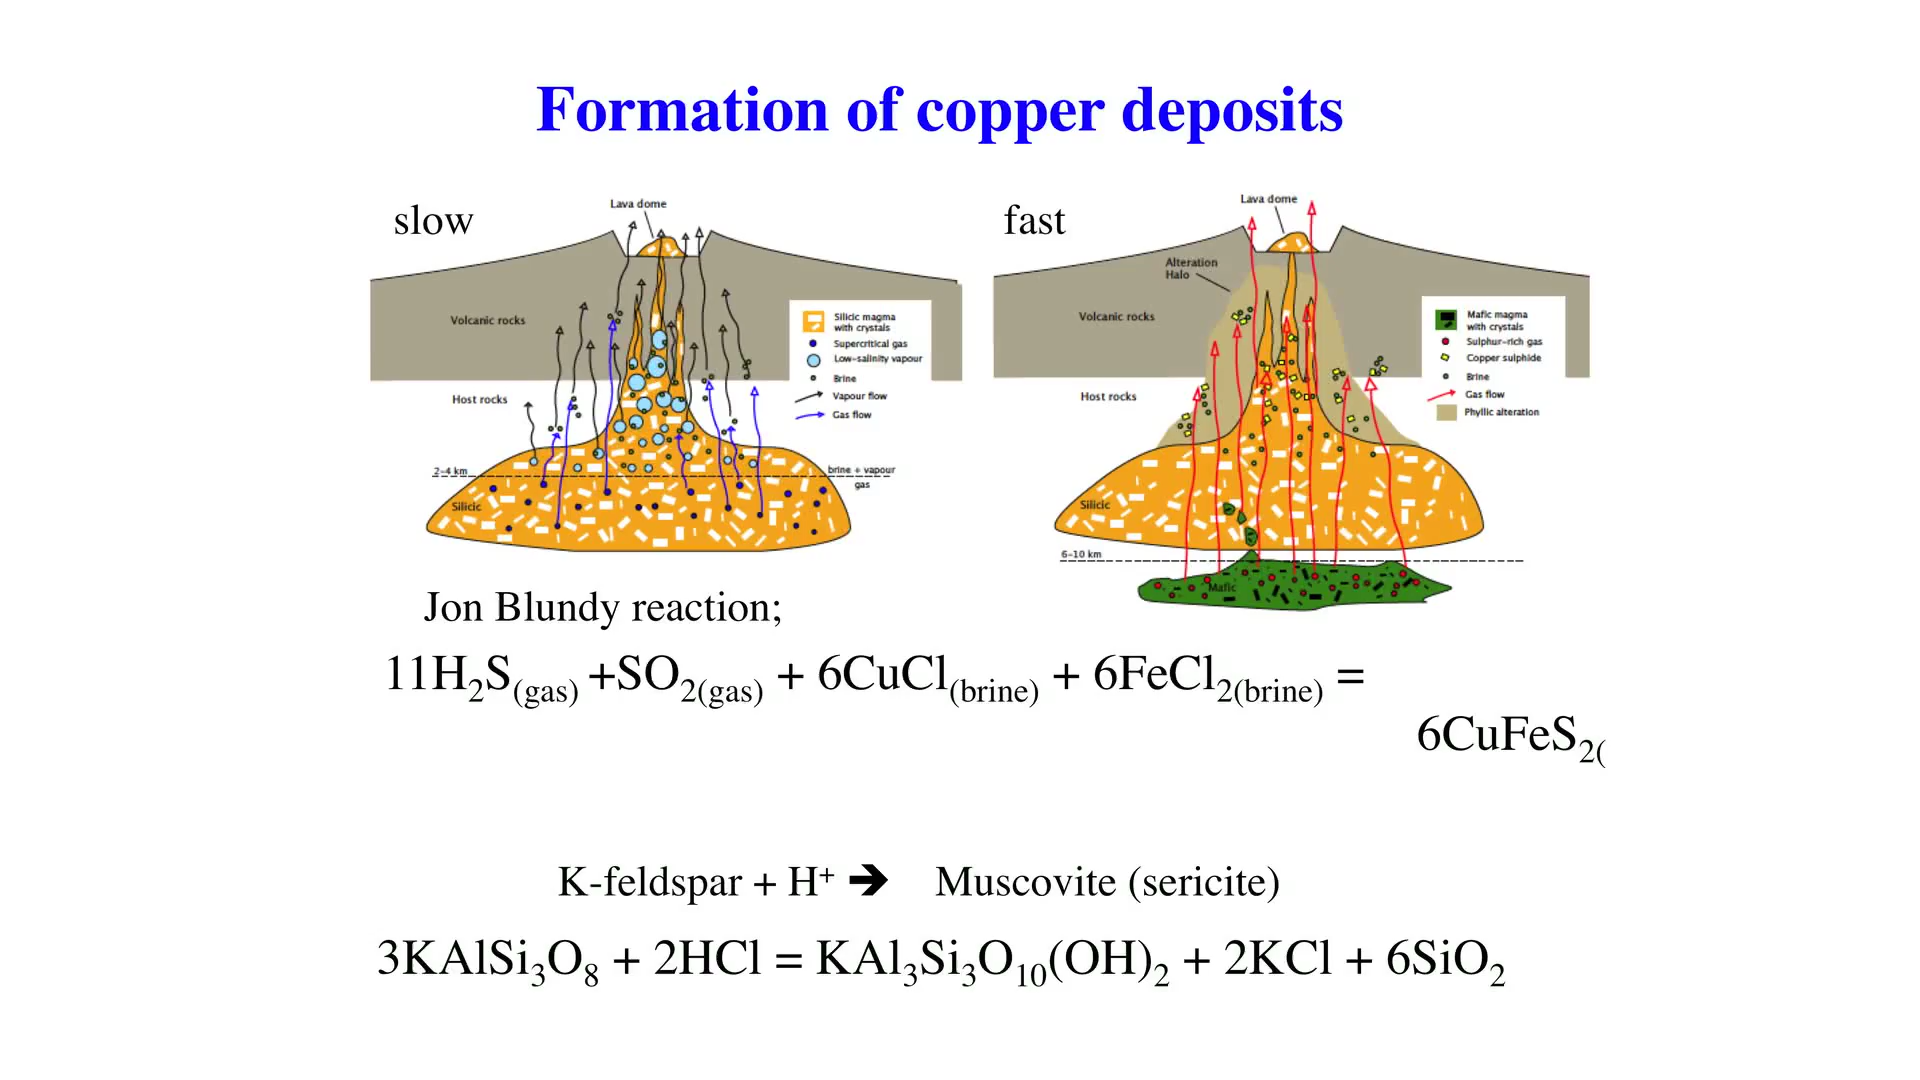 Formation of copper deposits
slow
Lava dome
Volcanic rocks
Host rocks
2-4 km
Silicic
brine + vapour
gas
Silicic magma
with crystals
Supercritical gas
Low-salinity vapour
Brine
Vapour flow
Gas flow
fast
Lava dome
Alteration
Halo
Volcanic rocks
Host rocks
Silicic
6-10 km
Mafic
Mafic magma
with crystals
Sulphur-rich gas
Copper sulphide
Brine
Gas flow
Phyllic alteration
Jon Blundy reaction;
11H₂S(gas) +SO₂(gas) + 6CuCl(brine) + 6FeCl₂(brine) =
6CuFeS₂(
K-feldspar + H⁺ ➔ Muscovite (sericite)
3KAlSi₃O₈ + 2HCl = KAl₃Si₃O₁₀(OH)₂ + 2KCl + 6SiO₂